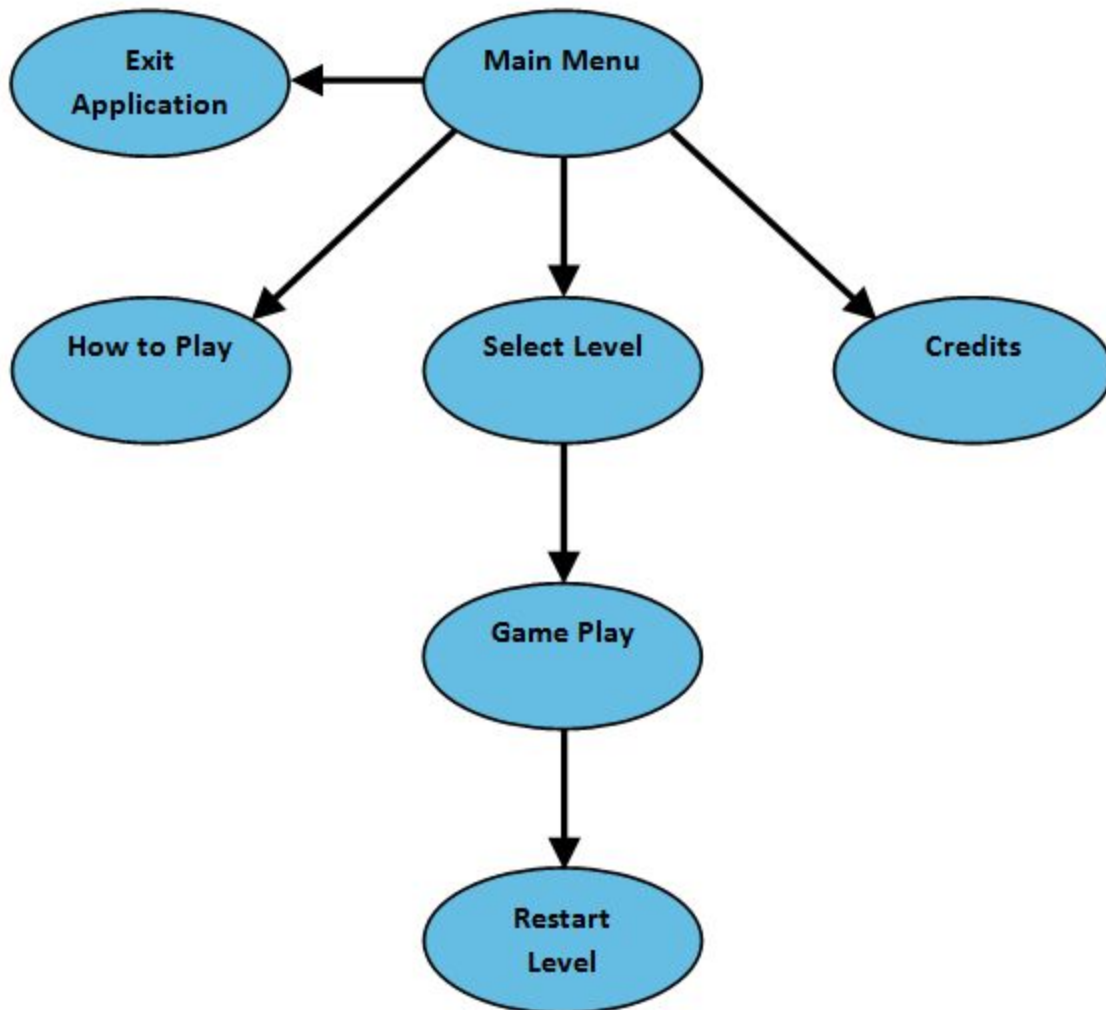 Exit
Application
Main Menu
How to Play
Select Level
Credits
Game Play
Restart
Level